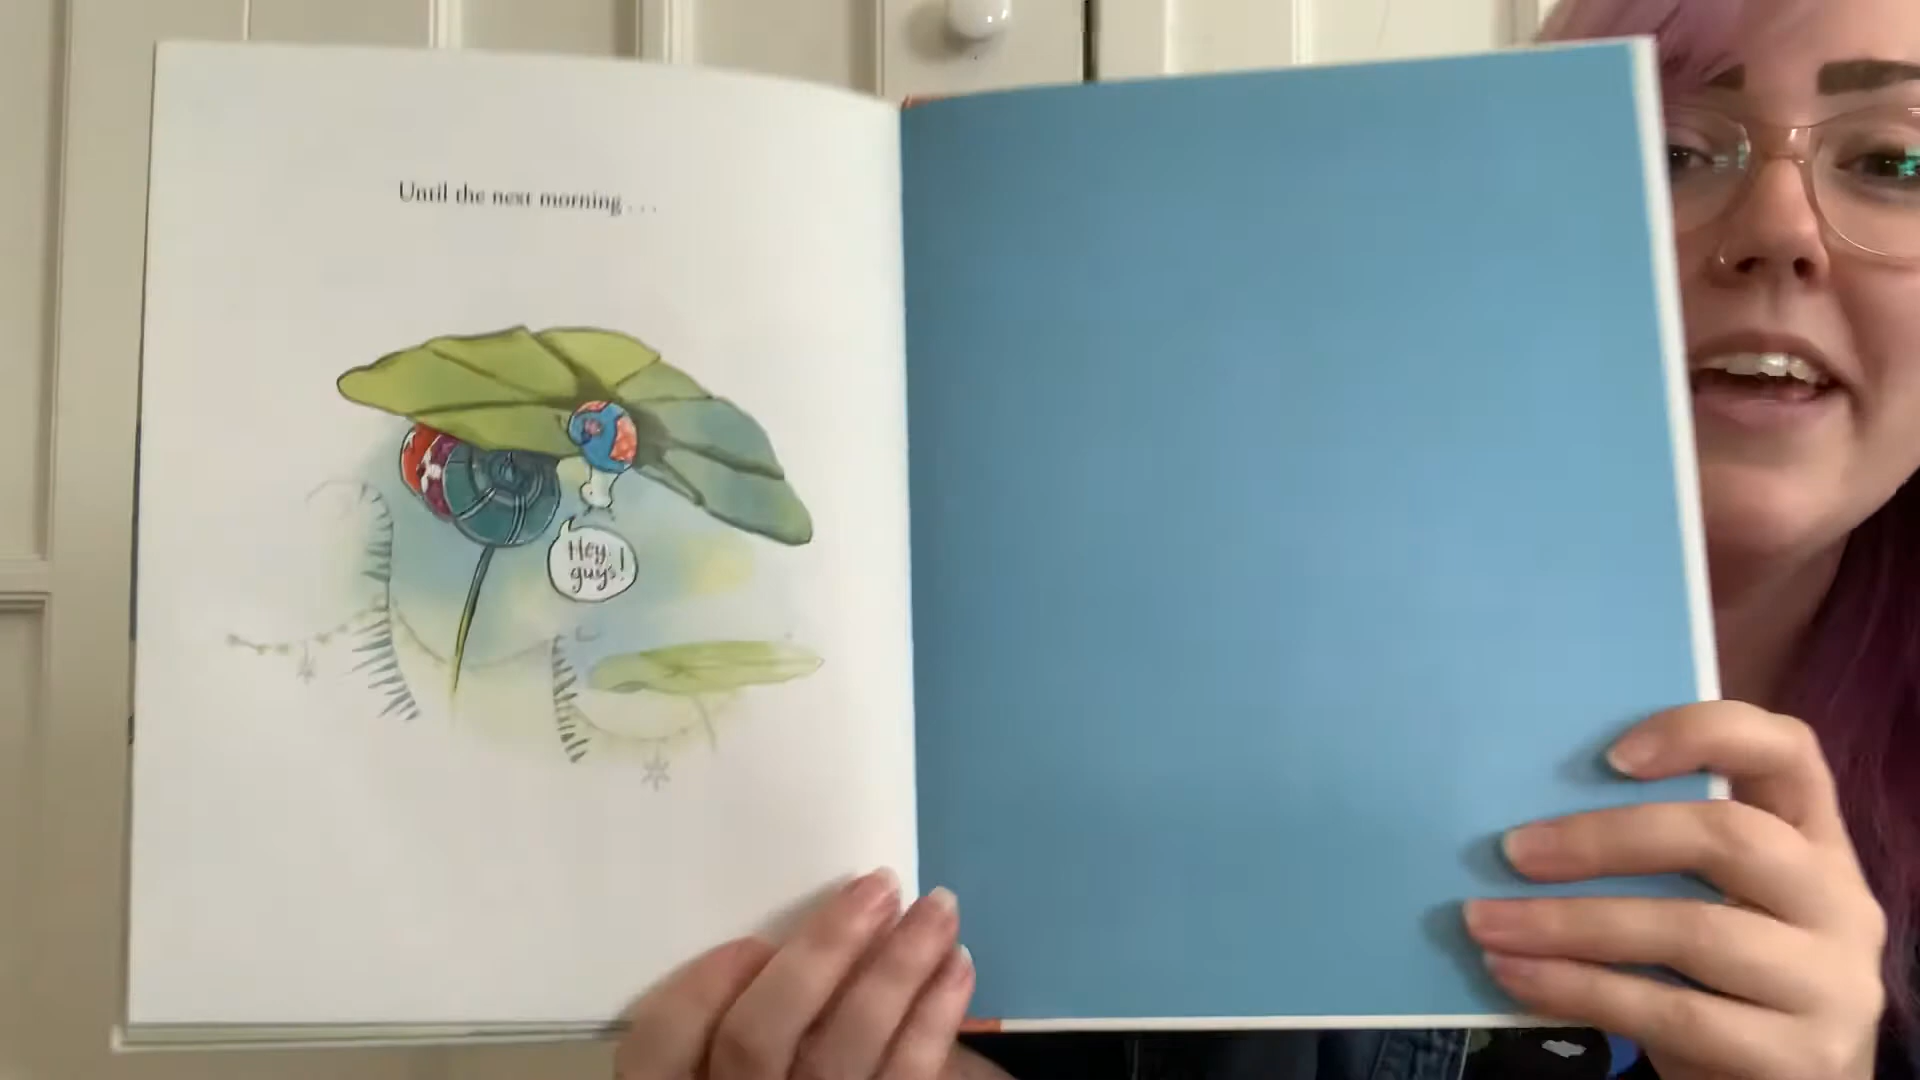 Until the next morning . . .
Hey
guys!